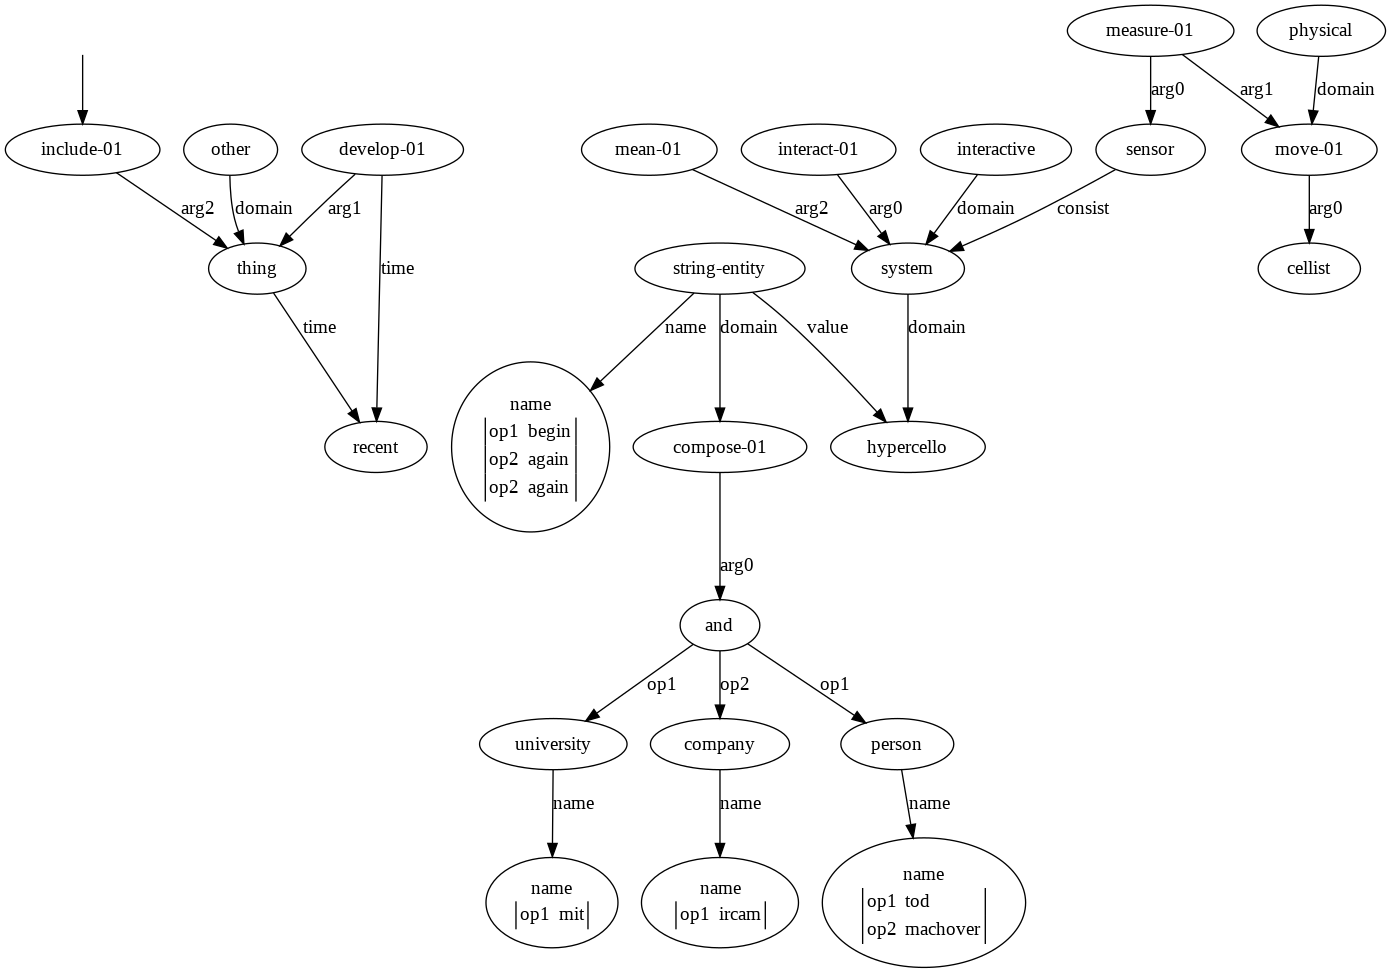 measure-01 physical
arg0 arg1 domain
include-01 other develop-01 mean-01 interact-01 interactive sensor move-01
arg2 domain arg1 arg2 arg0 domain consist arg0
thing time string-entity system cellist
time name domain value domain
name
op1 begin
op2 again
op2 again
recent compose-01 hypercello
arg0
and
op1 op2 op1
university company person
name name name
name
op1 mit
name
op1 ircam
name
op1 tod
op2 machover